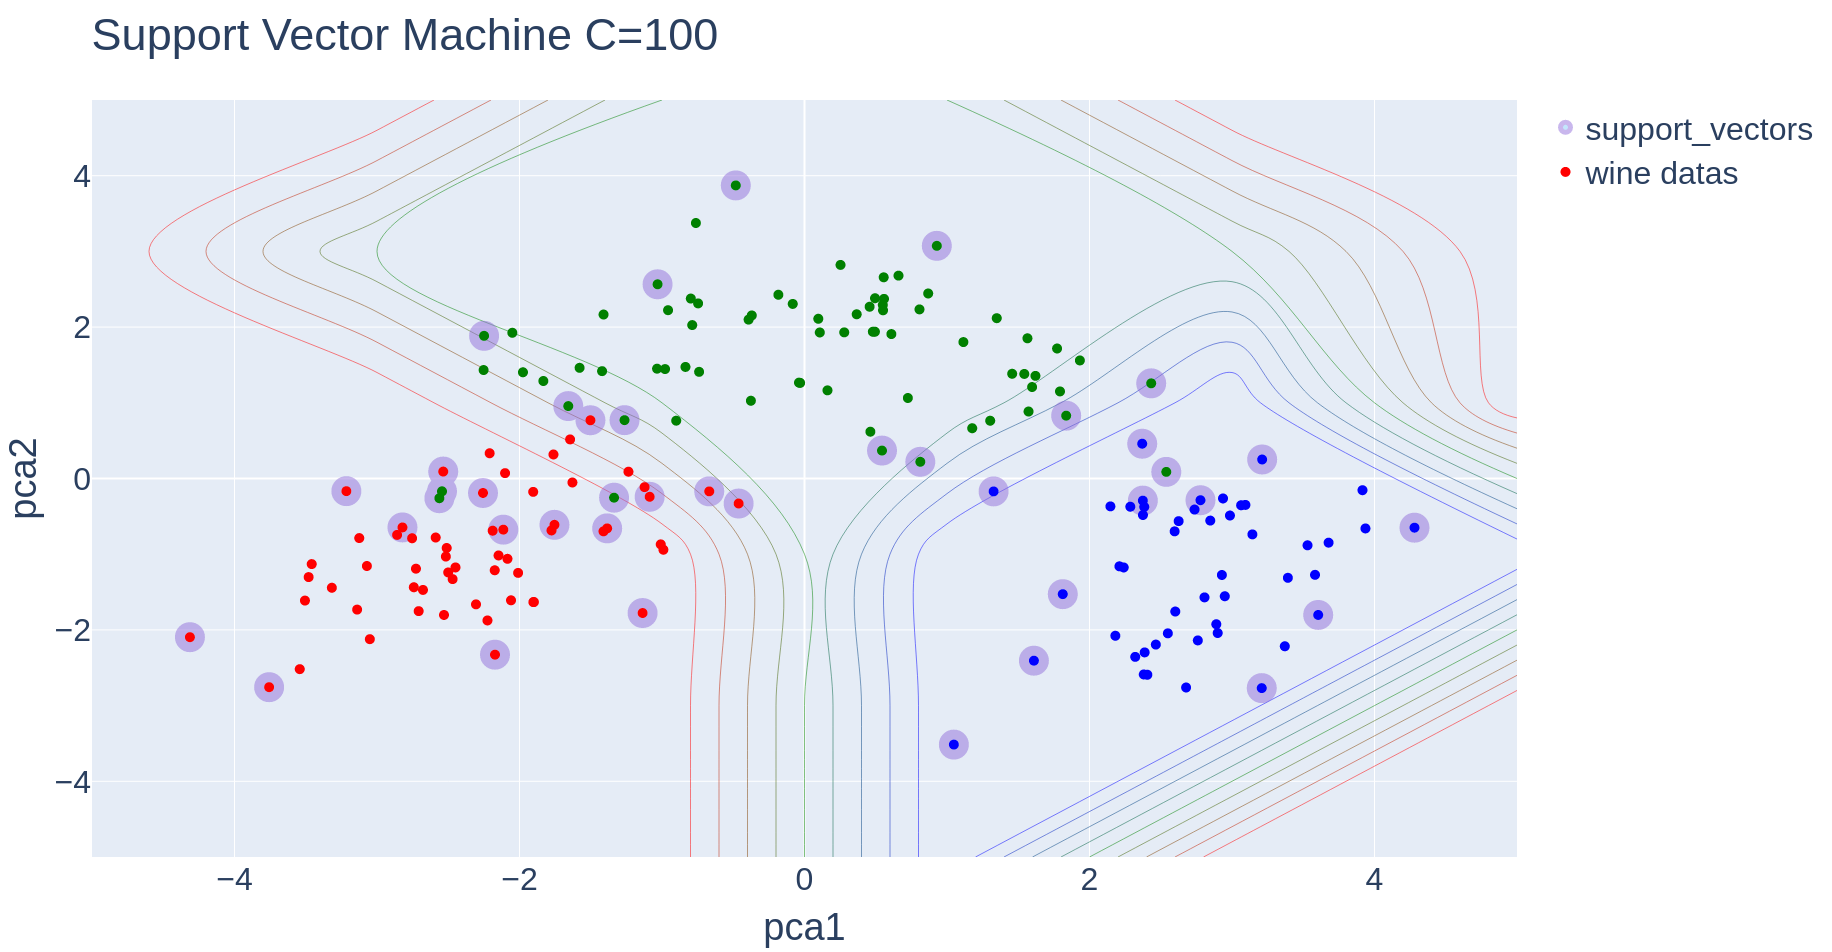 Support Vector Machine C=100
support_vectors
wine datas
4
2
0
−2
−4
pca2
−4
−2
0
2
4
pca1